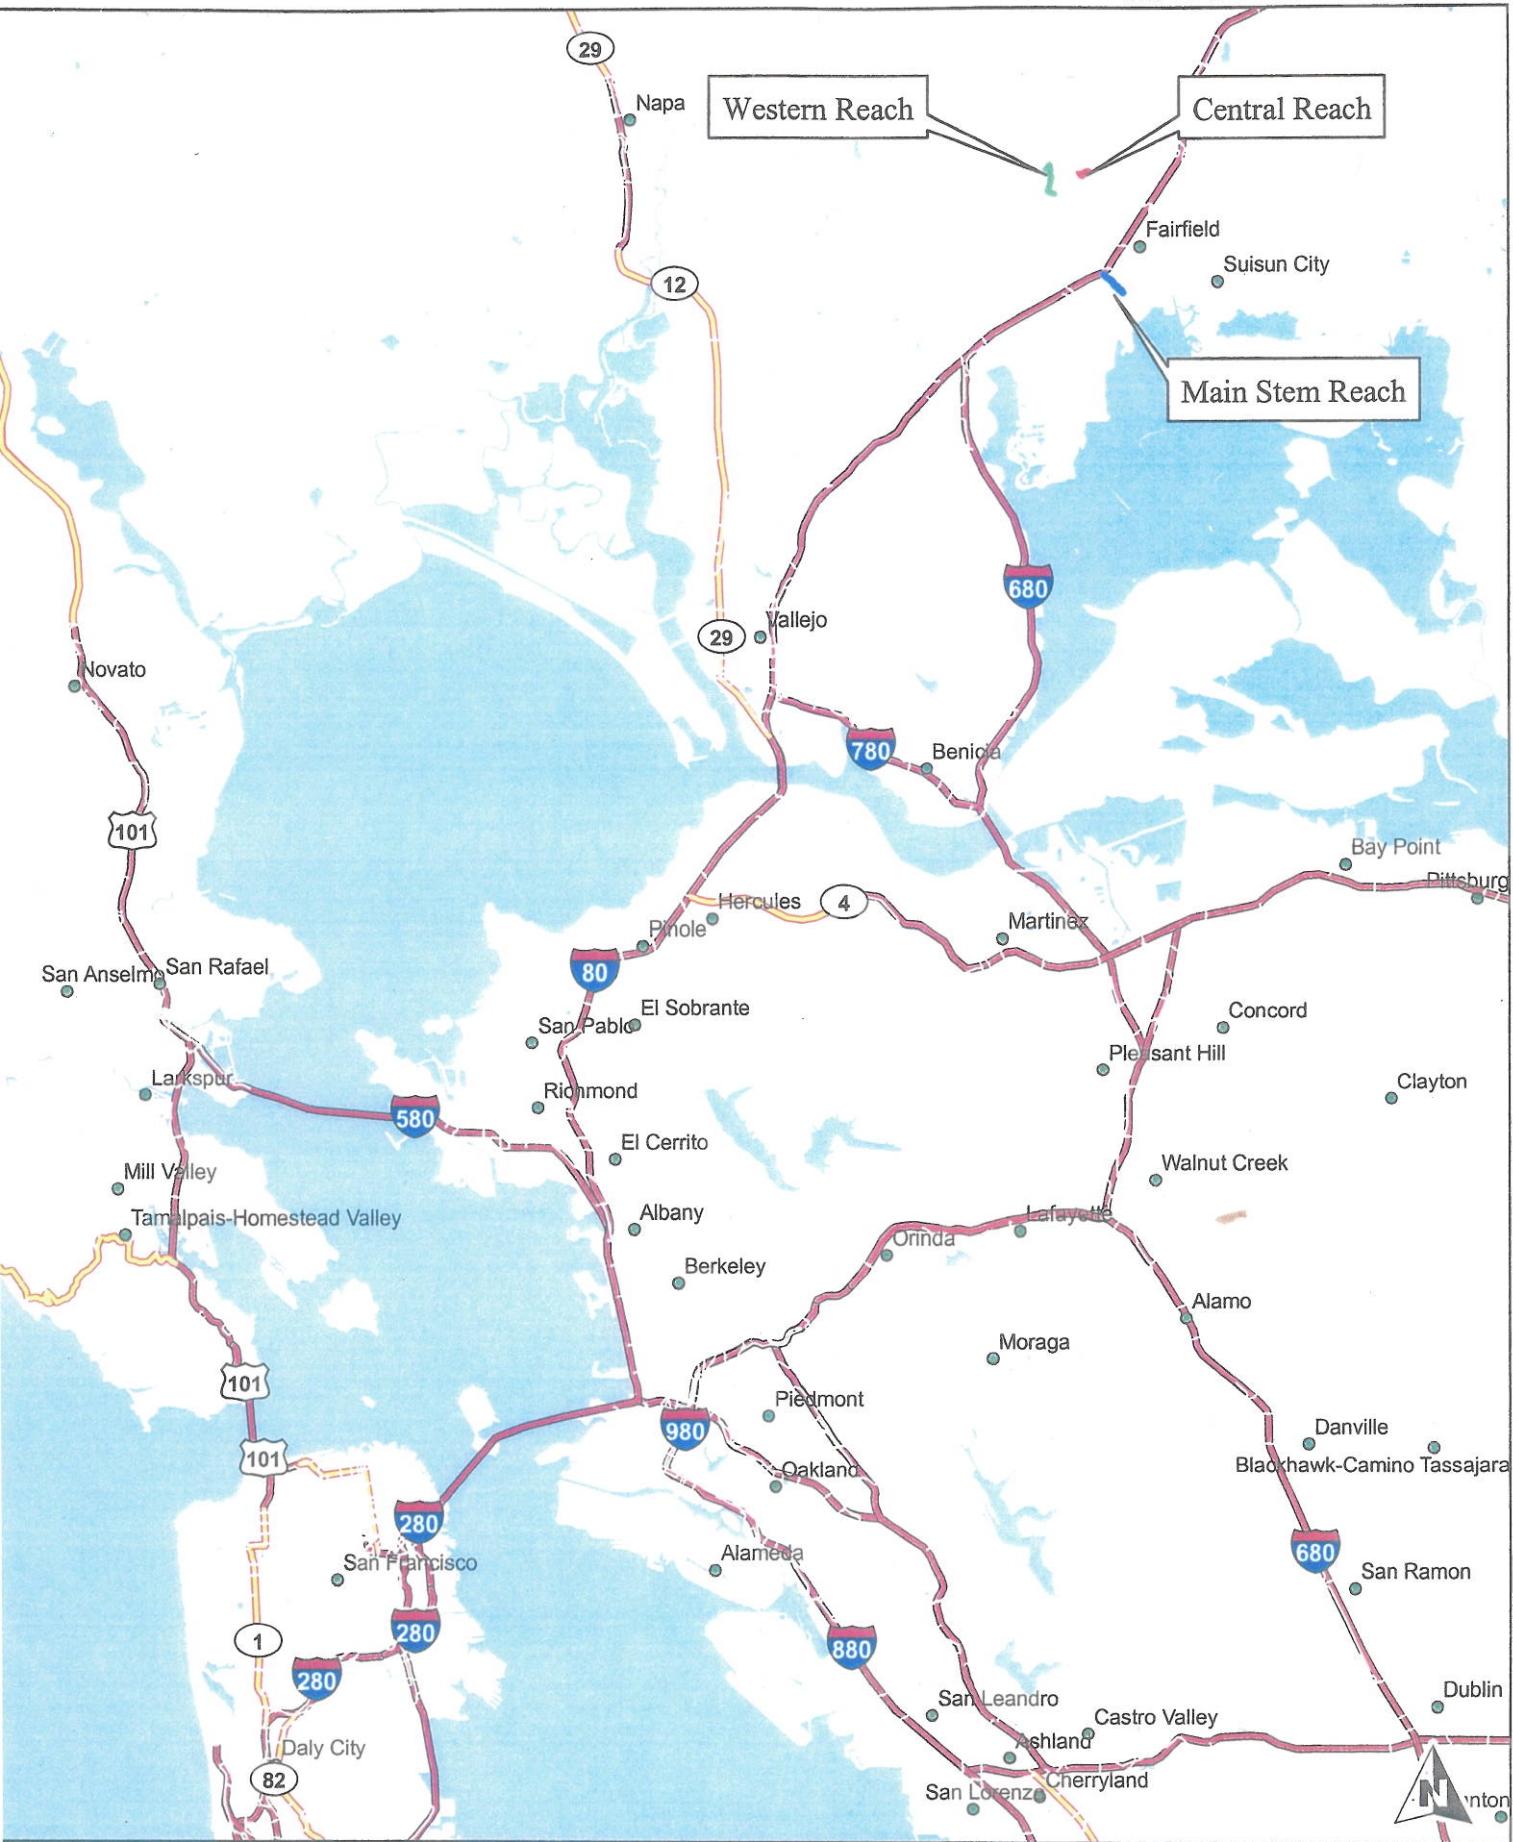 29
Napa
Western Reach
Central Reach
Fairfield
Suisun City
12
Main Stem Reach
680
Vallejo
29
Novato
780
Benicia
101
Bay Point
Pittsburg
Hercules
4
Martinez
Pinole
80
San Anselmo
San Rafael
El Sobrante
San Pablo
Concord
Pleasant Hill
Larkspur
Richmond
Clayton
580
El Cerrito
Walnut Creek
Mill Valley
Tamalpais-Homestead Valley
Albany
Lafayette
Orinda
Berkeley
Alamo
Moraga
101
Piedmont
980
Danville
101
Blackhawk-Camino Tassajara
Oakland
280
Alameda
680
San Francisco
San Ramon
280
1
880
280
San Leandro
Dublin
Castro Valley
Ashland
Daly City
82
Cherryland
San Lorenzo
N
nton